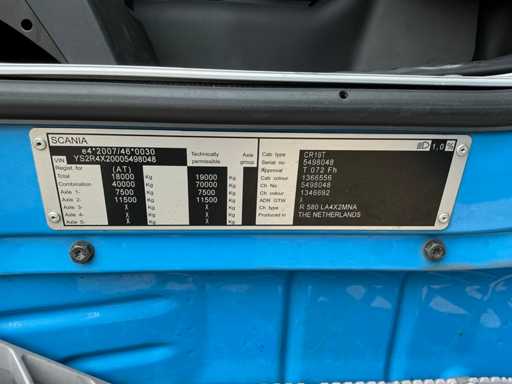 SCANIA
1,0%
e4*2007/46*0030
VIN YS2R4X20005498048
Technically permissible
Axle group
Regist. for (AT)
Total 18000 Kg 19000 Kg
Combination 40000 Kg 70000 Kg
Axle 1- 7500 Kg 7500 Kg
Axle 2- 11500 Kg 11500 Kg
Axle 3- X Kg X Kg
Axle 4- X Kg X Kg
Axle 5- X Kg X Kg
Cab type CR19T
Serial no 5498048
Approval T 072 Fh
Cab colour 1366556
Ch No 5498048
Ch colour 1346692
ADR GTW X
Ch. type R 580 LA4X2MNA
Produced in THE NETHERLANDS